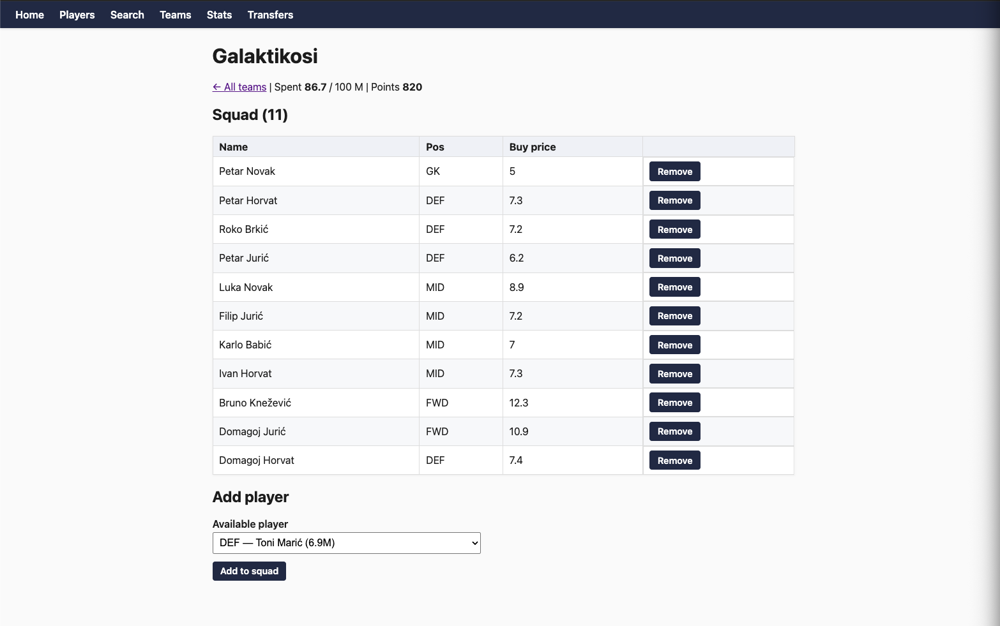 Home Players Search Teams Stats Transfers
Galaktikosi
← All teams | Spent 86.7 / 100 M | Points 820
Squad (11)
Name Pos Buy price
Petar Novak GK 5 Remove
Petar Horvat DEF 7.3 Remove
Roko Brkić DEF 7.2 Remove
Petar Jurić DEF 6.2 Remove
Luka Novak MID 8.9 Remove
Filip Jurić MID 7.2 Remove
Karlo Babić MID 7 Remove
Ivan Horvat MID 7.3 Remove
Bruno Knežević FWD 12.3 Remove
Domagoj Jurić FWD 10.9 Remove
Domagoj Horvat DEF 7.4 Remove
Add player
Available player
DEF — Toni Marić (6.9M)
Add to squad